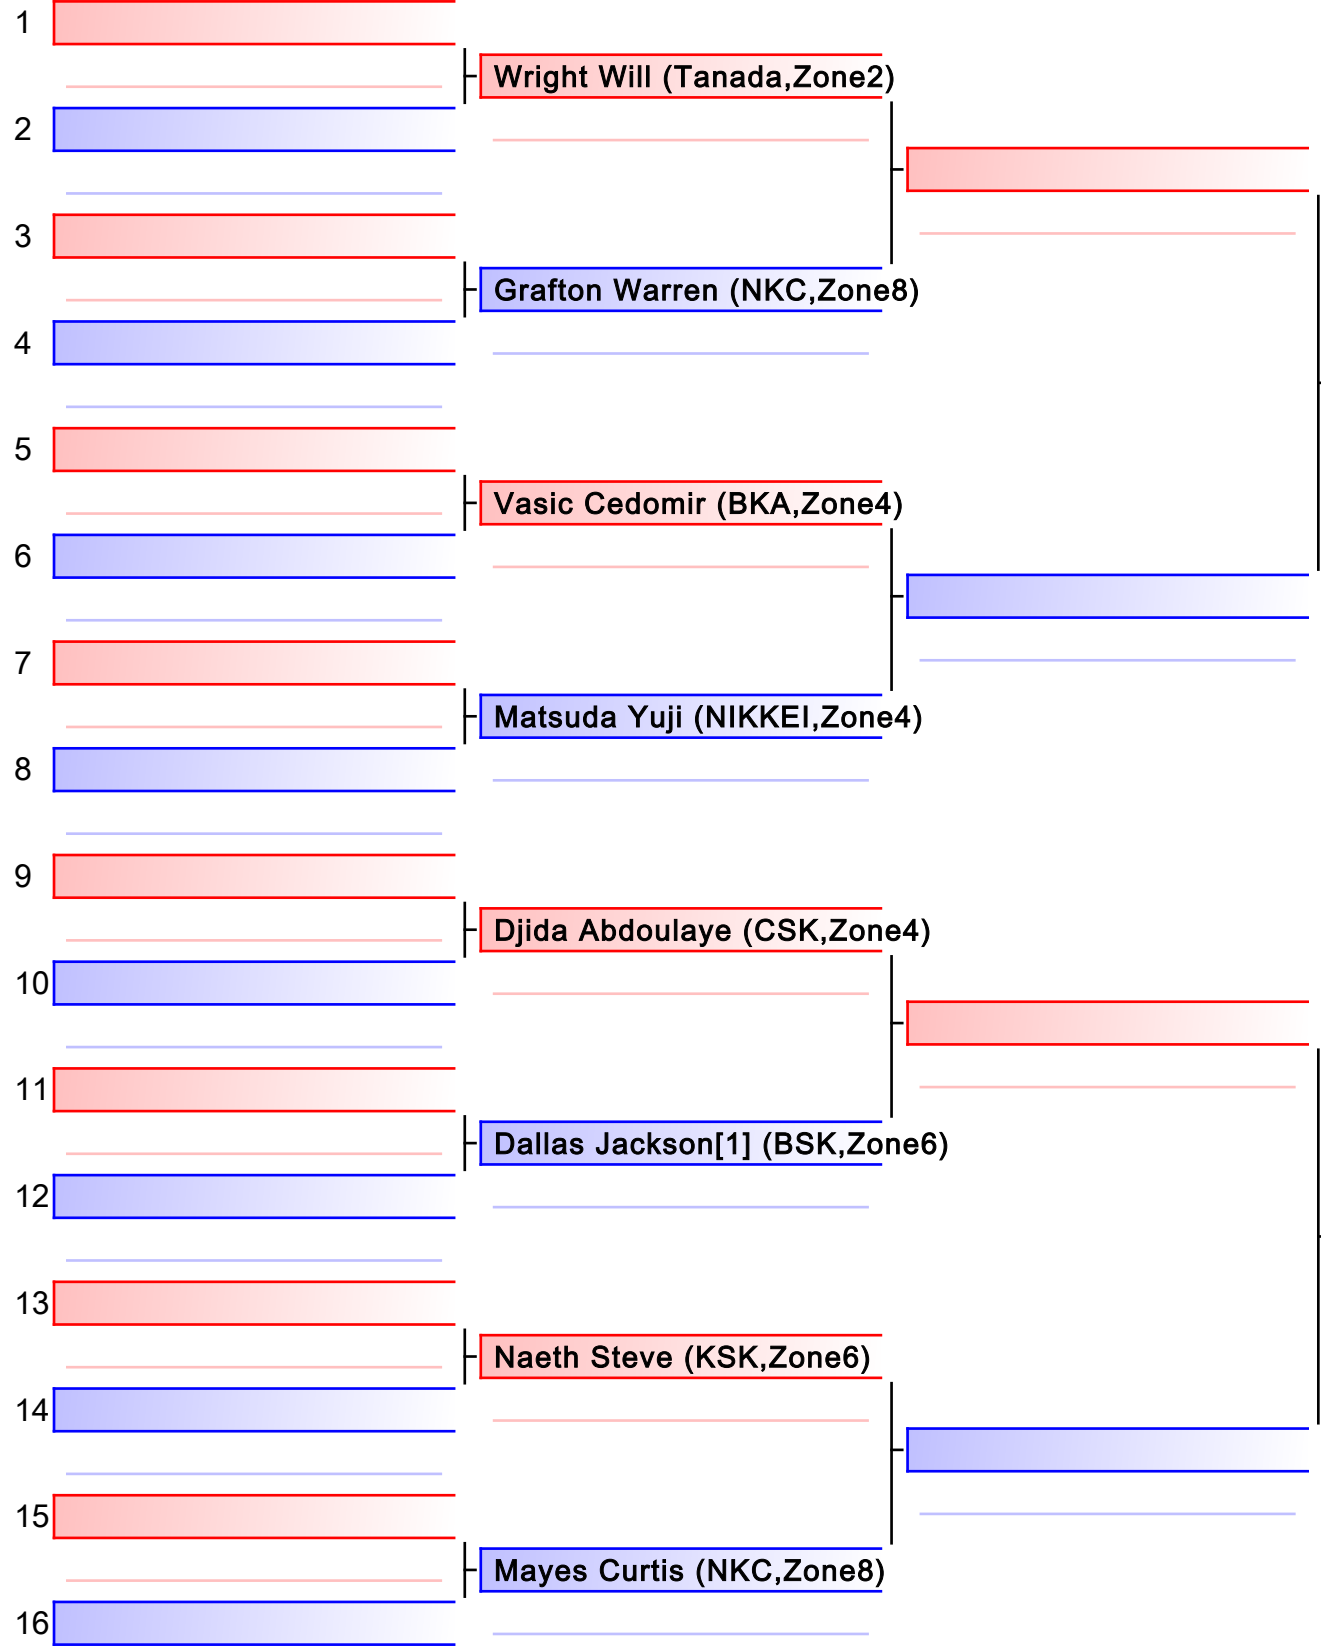 1
Wright Will (Tanada,Zone2)
2
3
Grafton Warren (NKC,Zone8)
4
5
Vasic Cedomir (BKA,Zone4)
6
7
Matsuda Yuji (NIKKEI,Zone4)
8
9
Djida Abdoulaye (CSK,Zone4)
10
11
Dallas Jackson[1] (BSK,Zone6)
12
13
Naeth Steve (KSK,Zone6)
14
15
Mayes Curtis (NKC,Zone8)
16